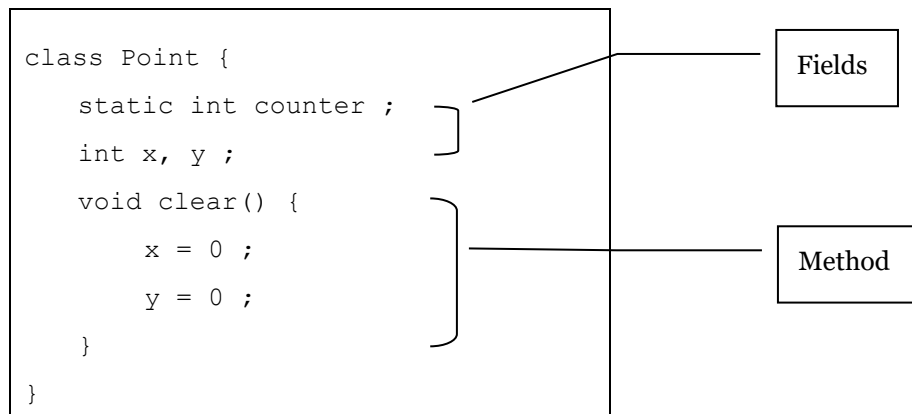 class Point {
static int counter ;
int x, y ;
void clear() {
x = 0 ;
y = 0 ;
}
}
Fields
Method